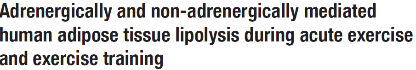 Adrenergically and non-adrenergically mediated
human adipose tissue lipolysis during acute exercise
and exercise training